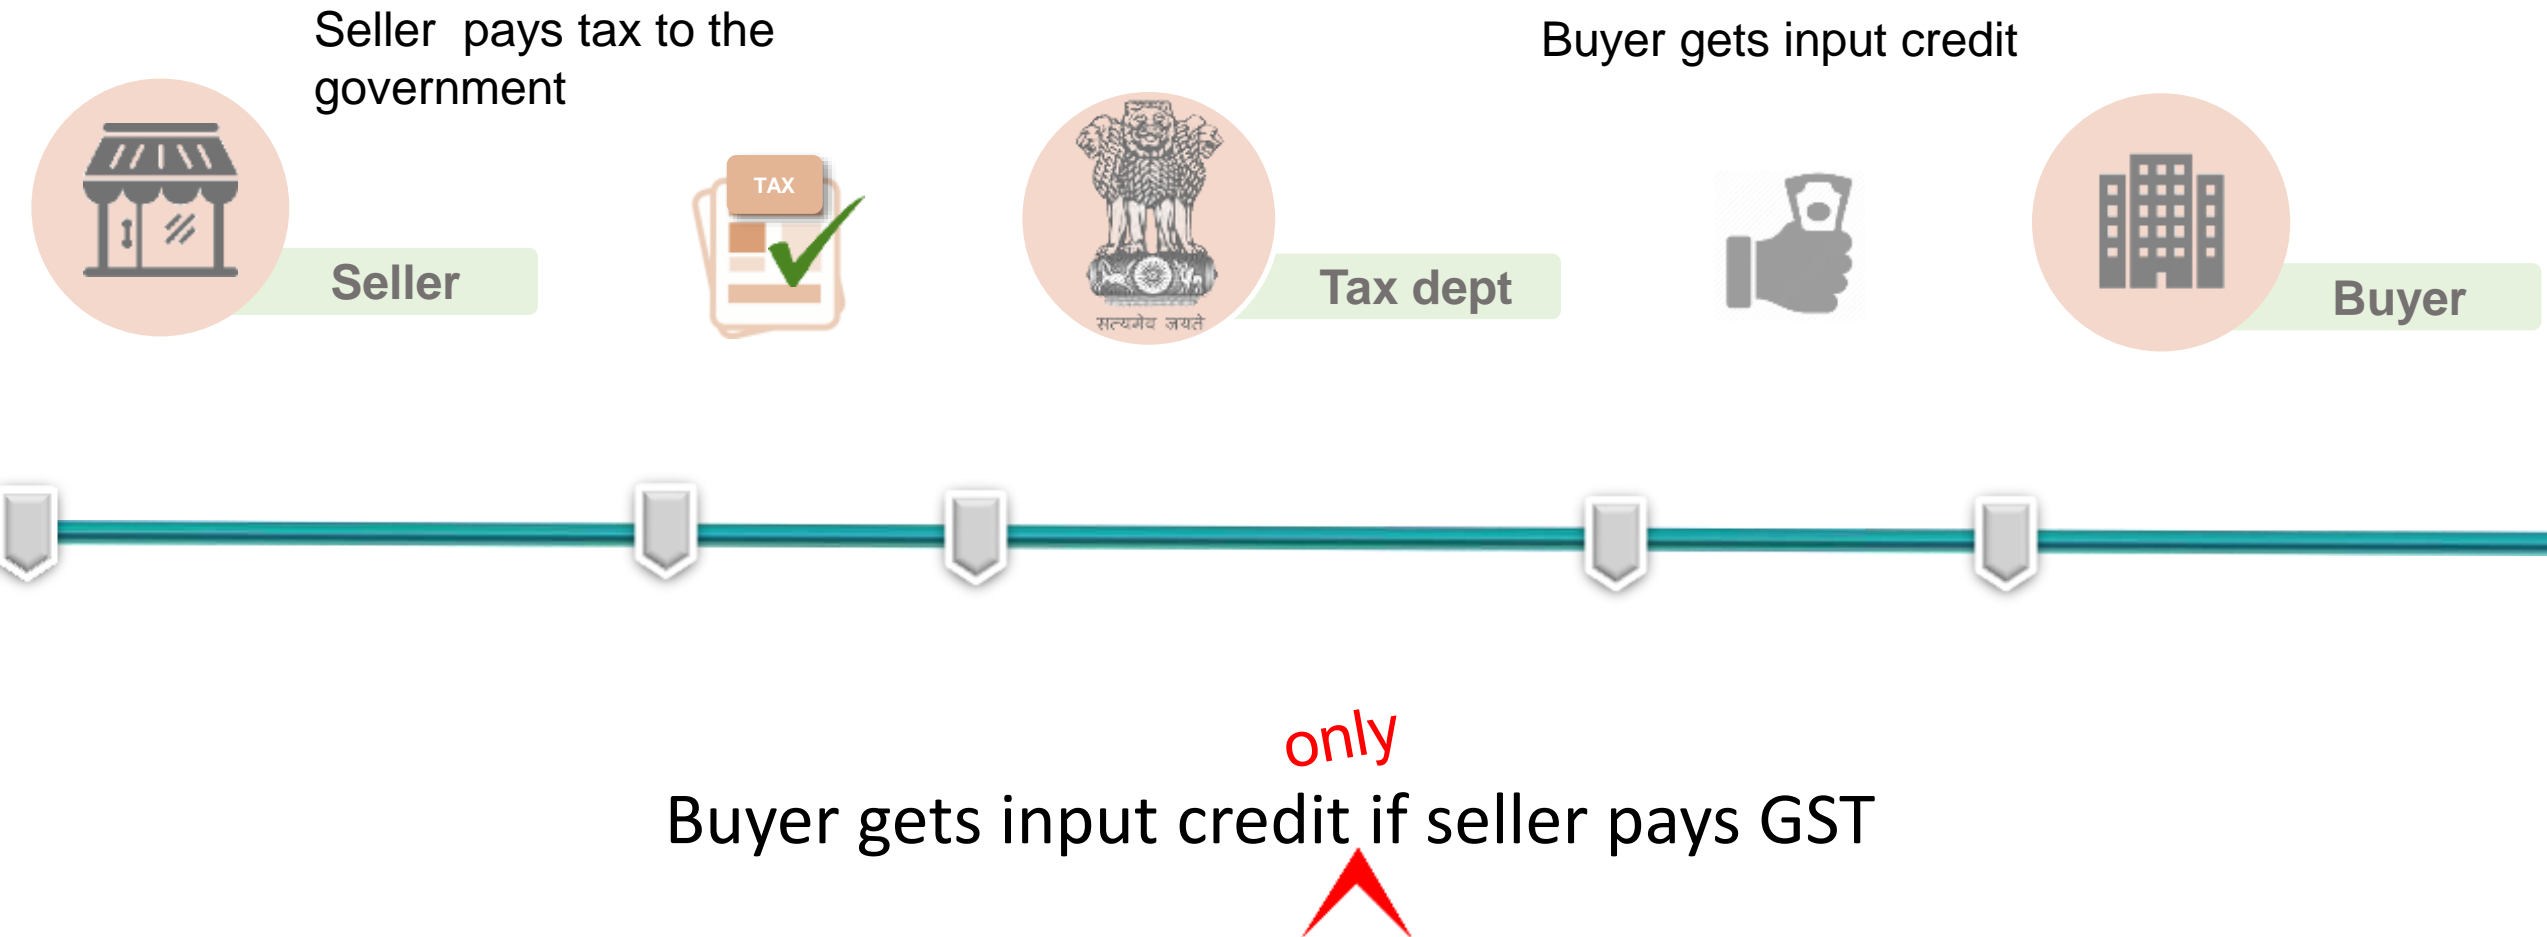 Seller  pays tax to the
government
Buyer gets input credit
TAX
Seller
सत्यमेव जयते
Tax dept
Buyer
only
Buyer gets input credit if seller pays GST